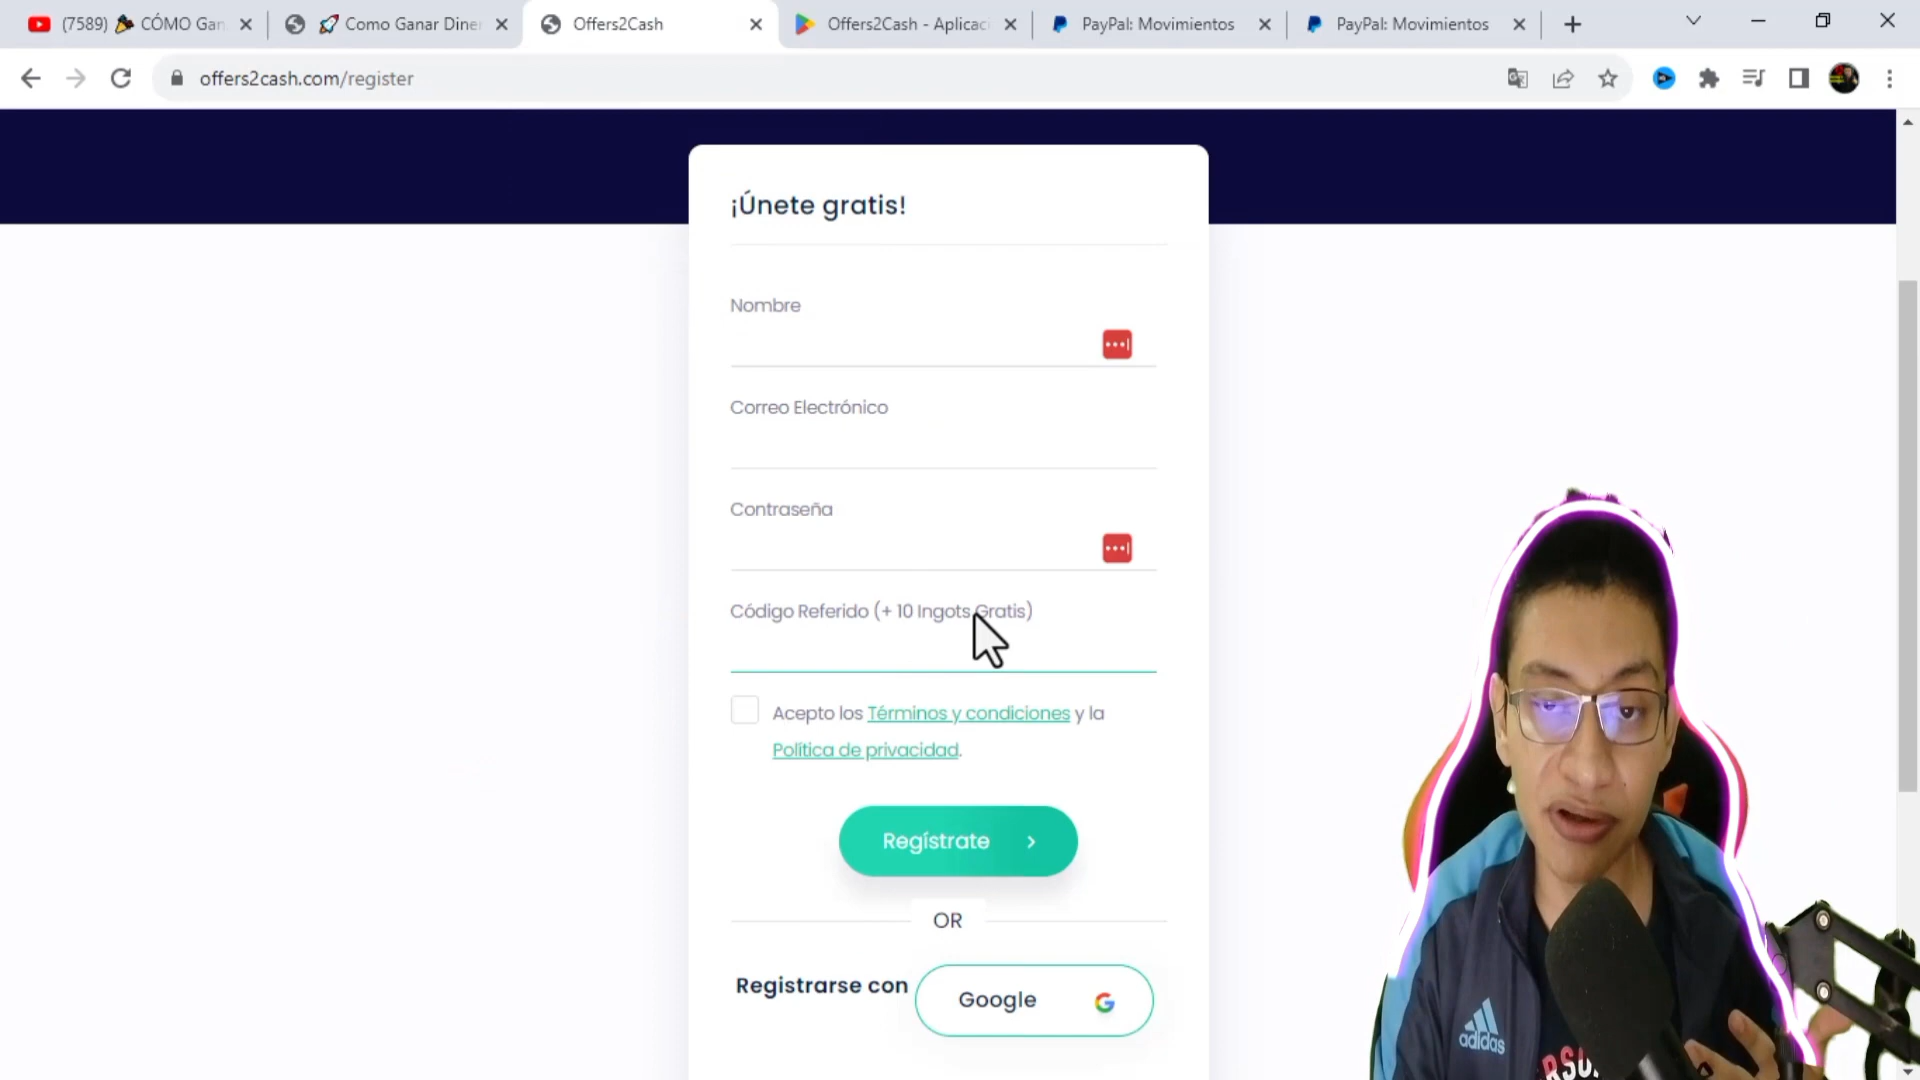 (7589) 🎉 CÓMO Gan
🚀 Como Ganar Diner
Offers2Cash
Offers2Cash - Aplicaci
PayPal: Movimientos
PayPal: Movimientos
offers2cash.com/register
¡Únete gratis!
Nombre
Correo Electrónico
Contraseña
Código Referido (+ 10 Ingots Gratis)
Acepto los Términos y condiciones y la
Política de privacidad.
Regístrate
OR
Registrarse con
Google
adidas